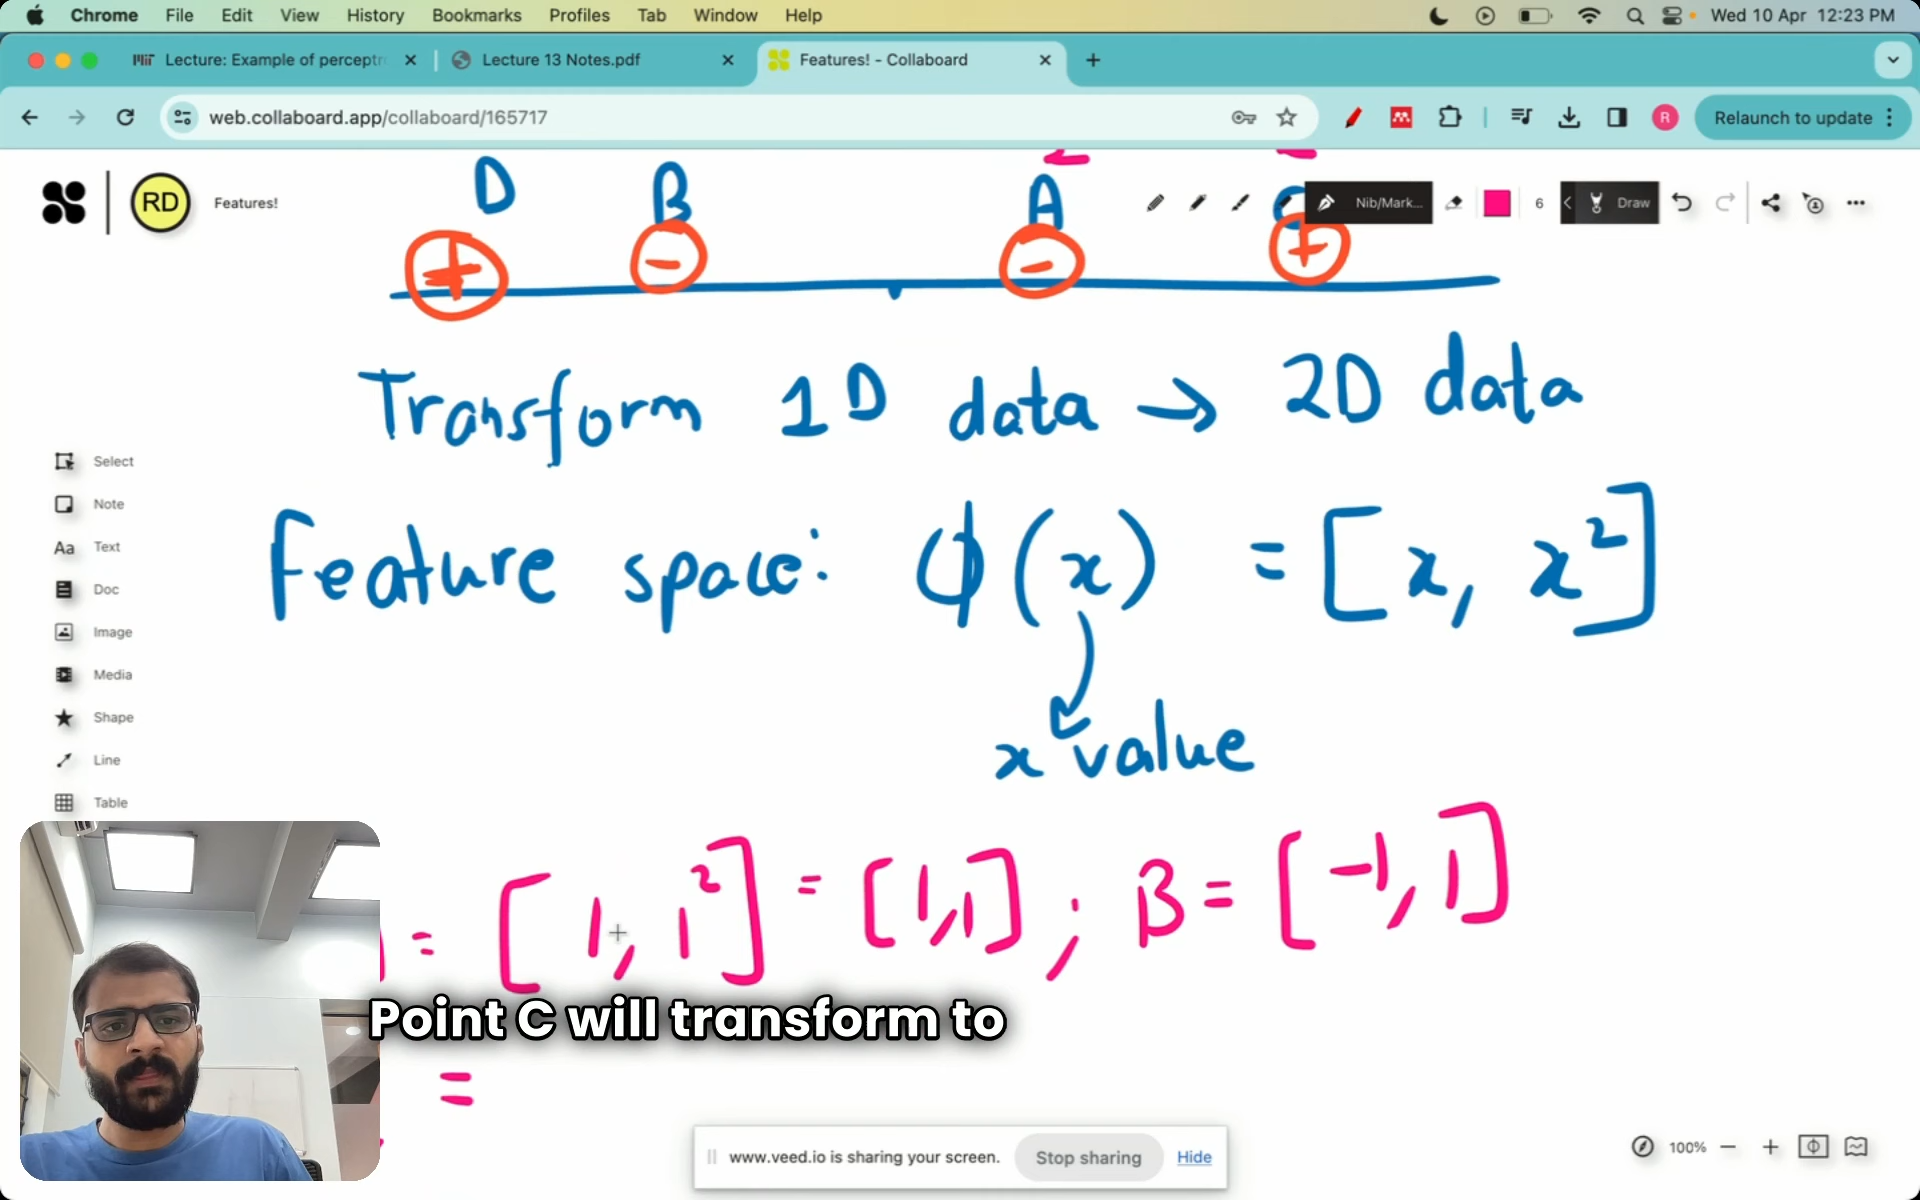 Chrome File Edit View History Bookmarks Profiles Tab Window Help Wed 10 Apr 12:23 PM
MIT Lecture: Example of perceptr Lecture 13 Notes.pdf Features! - Collaboard
web.collaboard.app/collaboard/165717 R Relaunch to update
RD Features! Nib/Mark... 6 Draw
D B A
+ - - +
Transform 1D data → 2D data
Feature space: ϕ(x) = [x, x²]
x value
Select
Note
Aa Text
Doc
Image
Media
Shape
Line
Table
= [1, 1²] = [1,1]; B = [-1, 1]
Point C will transform to
=
www.veed.io is sharing your screen. Stop sharing Hide
100%